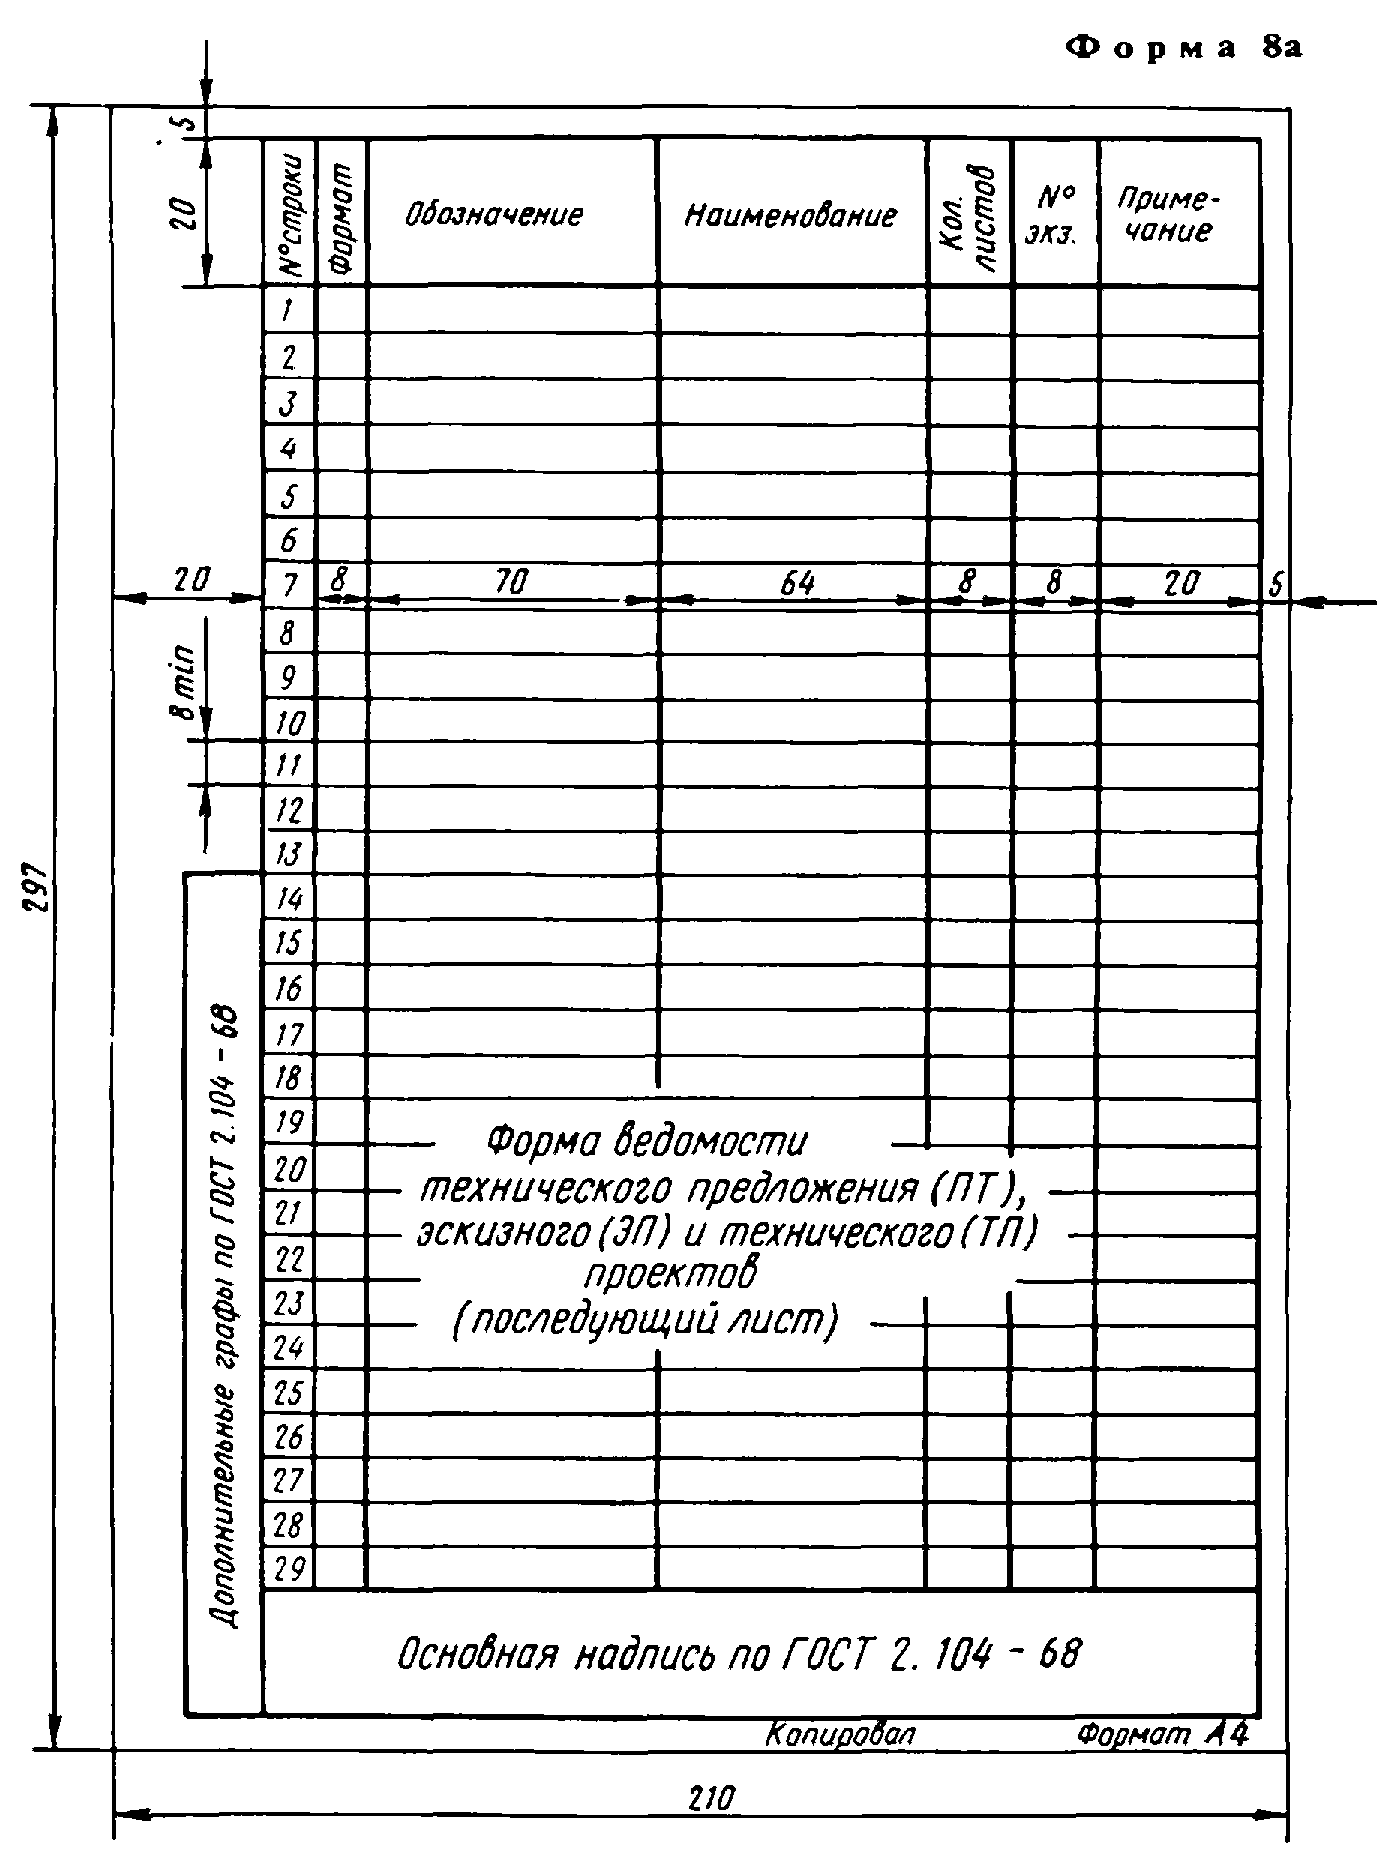 Форма 8а
5
20
№ строки
Формат
Обозначение
Наименование
Кол.
листов
№
экз.
Приме-
чание
1
2
3
4
5
6
7
8
9
10
11
12
13
14
15
16
17
18
19
20
21
22
23
24
25
26
27
28
29
20
8
70
64
8
8
20
5
8 min
297
Дополнительные графы по ГОСТ 2.104 - 68
Форма ведомости
технического предложения (ПТ),
эскизного (ЭП) и технического (ТП)
проектов
(последующий лист)
Основная надпись по ГОСТ 2.104 - 68
Копировал
Формат А4
210